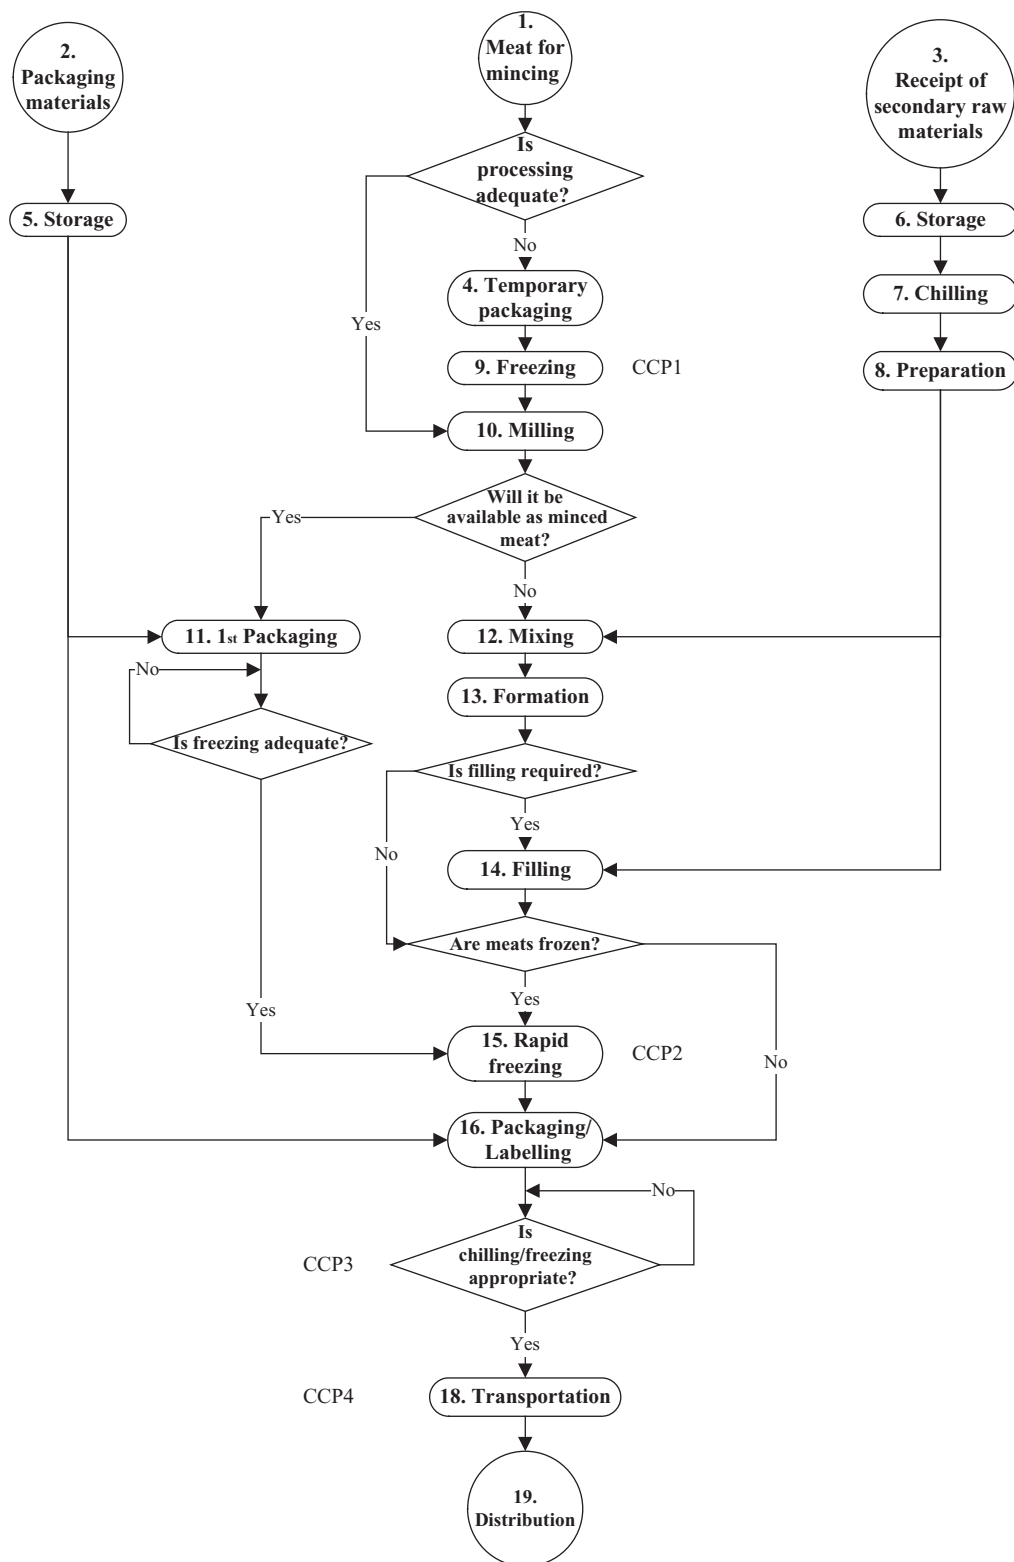 1.
Meat for
mincing
2.
Packaging
materials
3.
Receipt of
secondary raw
materials
Is
processing
adequate?
5. Storage
6. Storage
No
4. Temporary
packaging
7. Chilling
Yes
9. Freezing
CCP1
8. Preparation
10. Milling
Will it be
available as minced
meat?
Yes
No
11. 1st Packaging
12. Mixing
No
13. Formation
Is freezing adequate?
Is filling required?
Yes
No
14. Filling
Are meats frozen?
Yes
Yes
15. Rapid
freezing
CCP2
No
16. Packaging/
Labelling
No
Is
chilling/freezing
appropriate?
CCP3
Yes
CCP4
18. Transportation
19.
Distribution